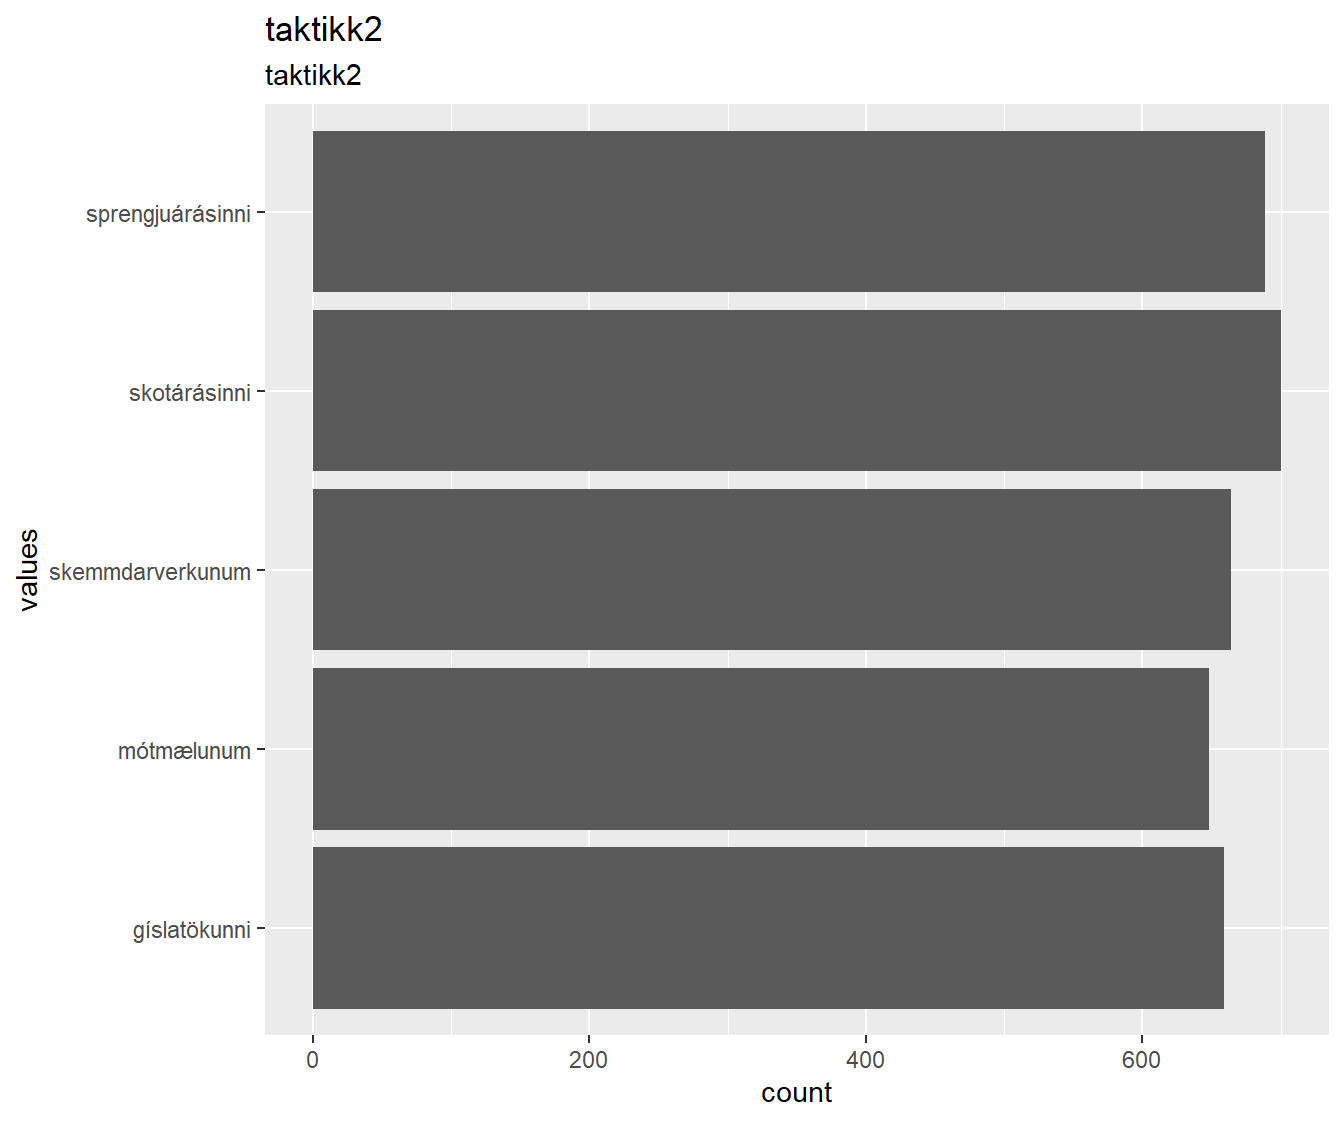 taktikk2
taktikk2
values
sprengjuárásinni
skotárásinni
skemmdarverkunum
mótmælunum
gíslatökunni
0 200 400 600
count